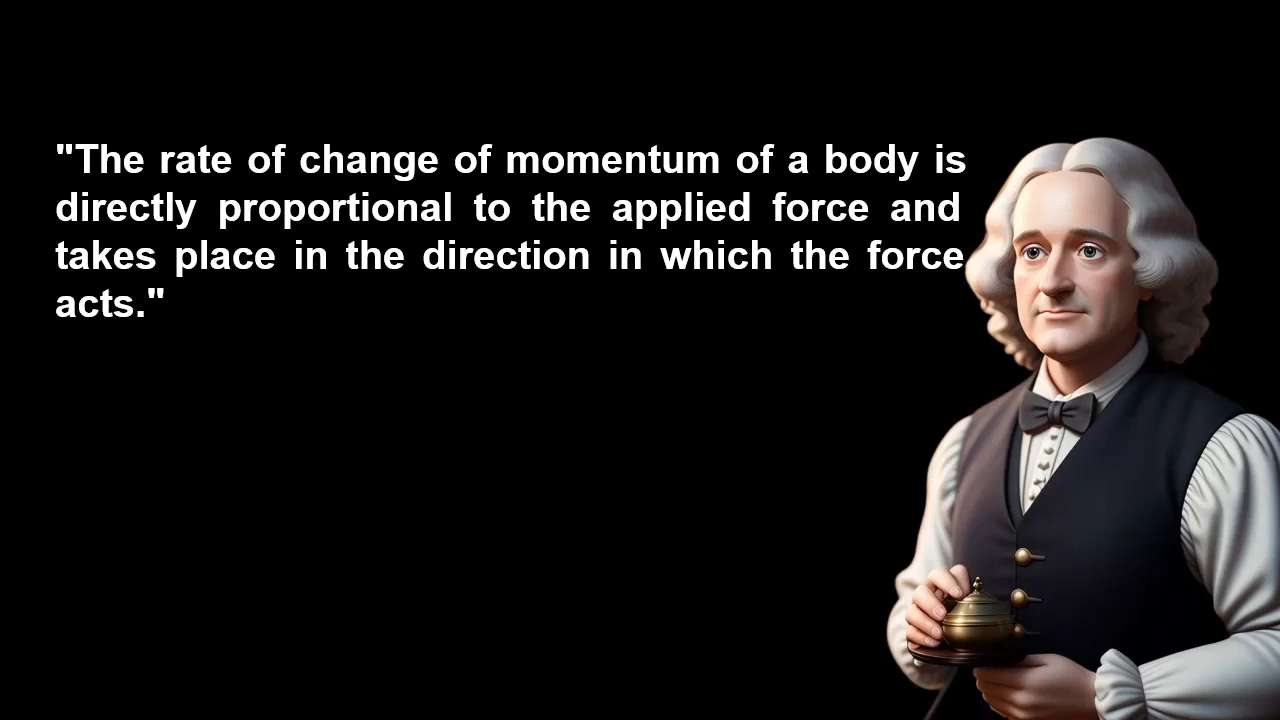 "The rate of change of momentum of a body is
directly proportional to the applied force and
takes place in the direction in which the force
acts."